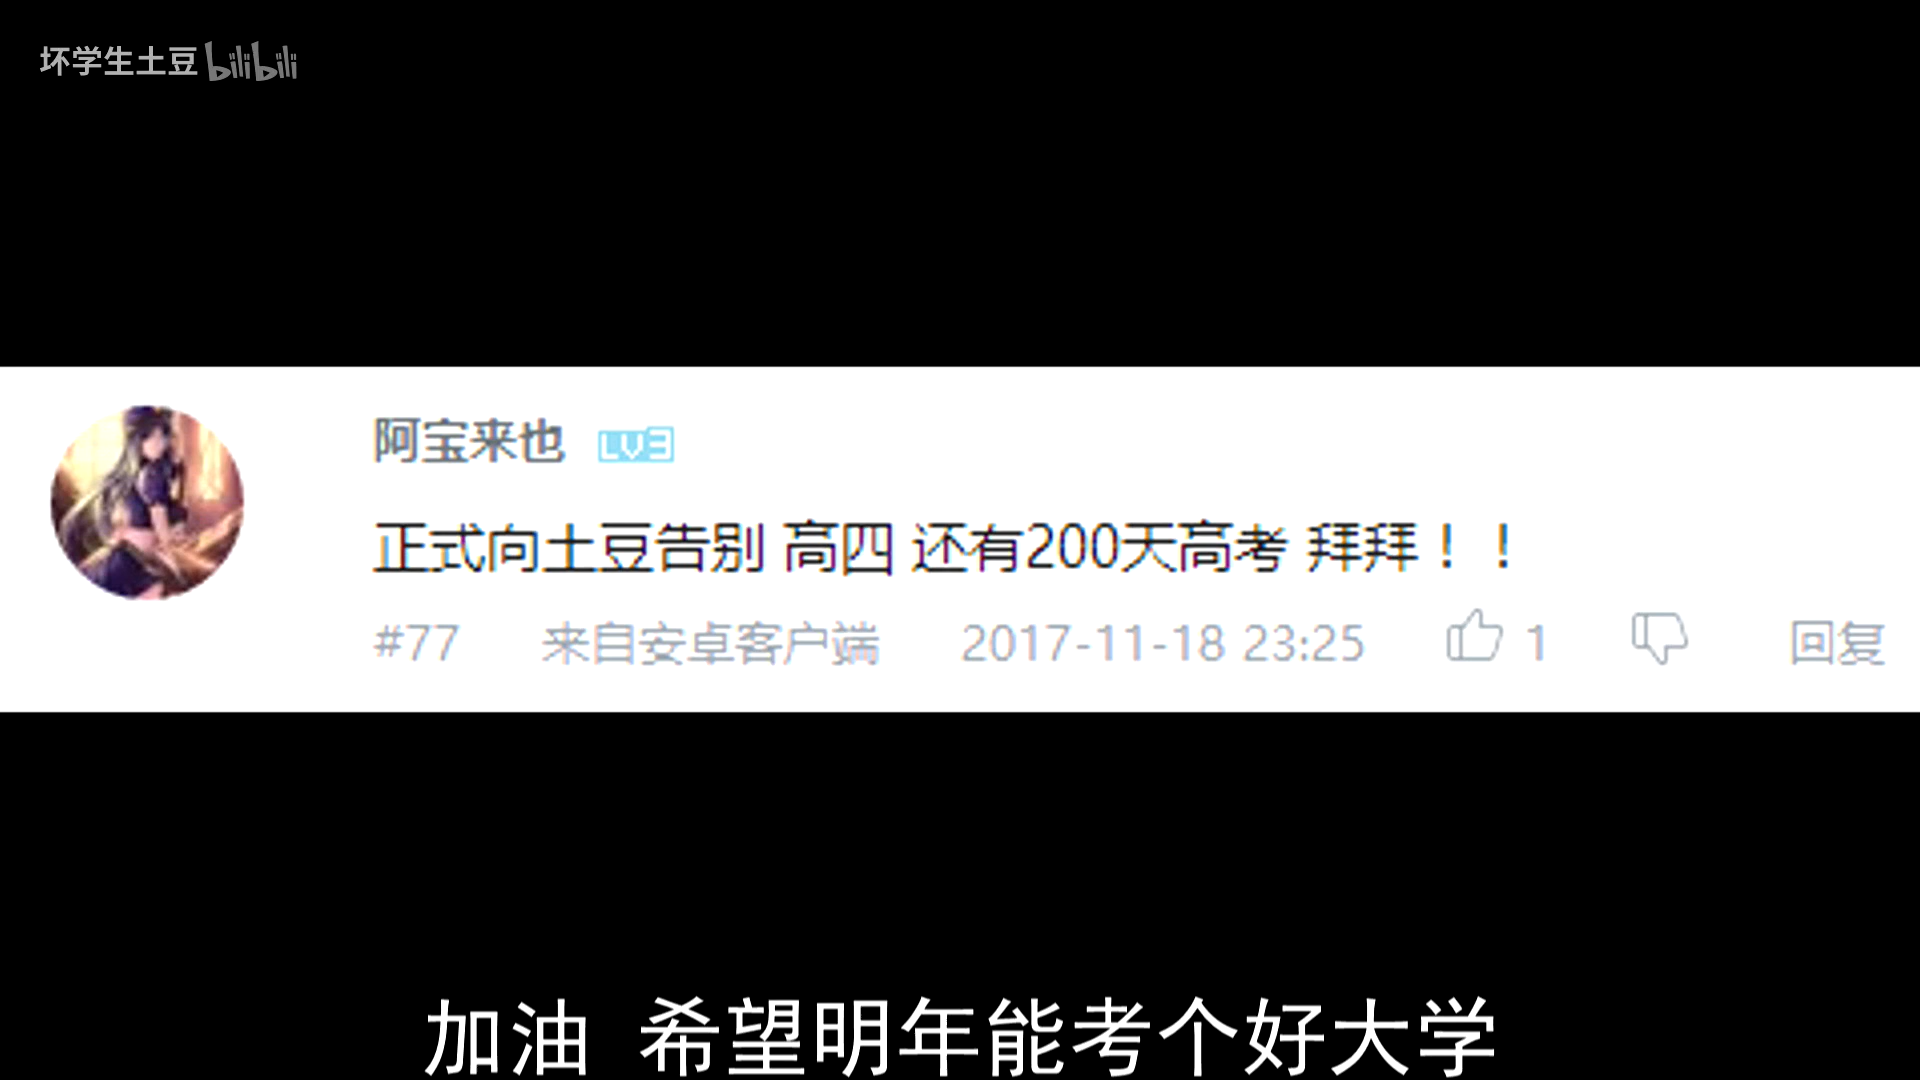 坏学生土豆 bilibili
阿宝来也 LV3
正式向土豆告别 高四 还有200天高考 拜拜！！
#77 来自安卓客户端 2017-11-18 23:25 1 回复
加油 希望明年能考个好大学